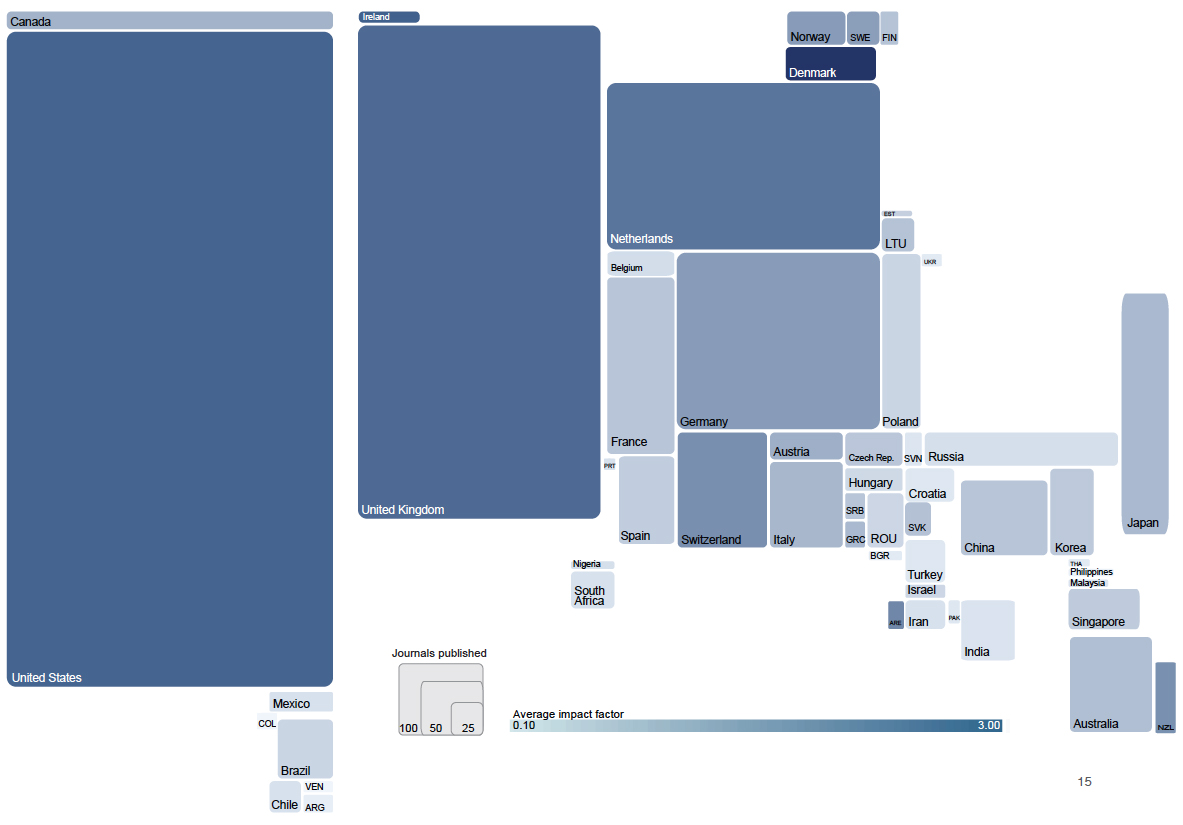 Canada
Ireland
Norway
SWE
FIN
Denmark
Netherlands
EST
LTU
Belgium
UKR
France
Germany
Poland
United States
United Kingdom
PRT
Spain
Switzerland
Austria
Italy
Czech Rep.
SVN
Russia
Hungary
Croatia
SRB
GRC
ROU
SVK
BGR
China
Korea
Japan
Nigeria
South
Africa
Turkey
Israel
ARE
Iran
PAK
India
THA
Philippines
Malaysia
Singapore
Australia
NZL
Mexico
COL
Brazil
Chile
VEN
ARG
Journals published
100
50
25
Average impact factor
0.10
3.00
15